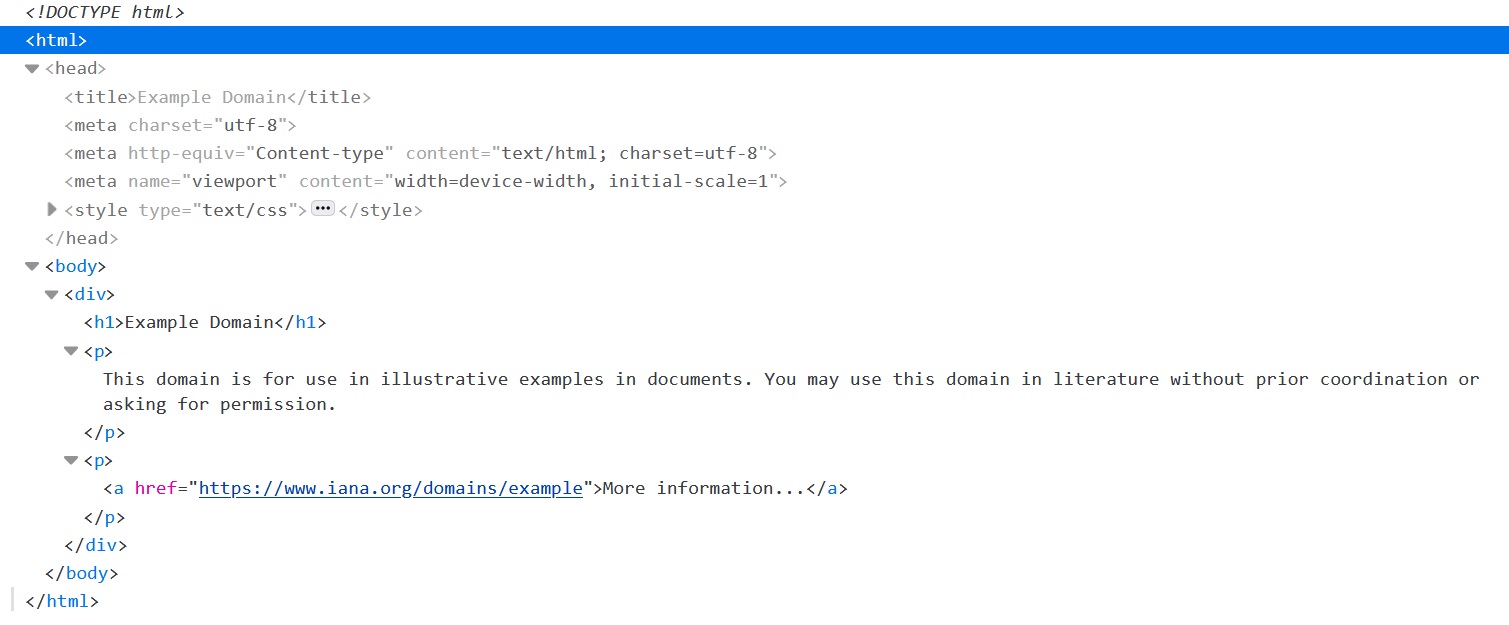 <!DOCTYPE html>
<html>
<head>
<title>Example Domain</title>
<meta charset="utf-8">
<meta http-equiv="Content-type" content="text/html; charset=utf-8">
<meta name="viewport" content="width=device-width, initial-scale=1">
<style type="text/css">•••</style>
</head>
<body>
<div>
<h1>Example Domain</h1>
<p>
This domain is for use in illustrative examples in documents. You may use this domain in literature without prior coordination or
asking for permission.
</p>
<p>
<a href="https://www.iana.org/domains/example">More information...</a>
</p>
</div>
</body>
</html>